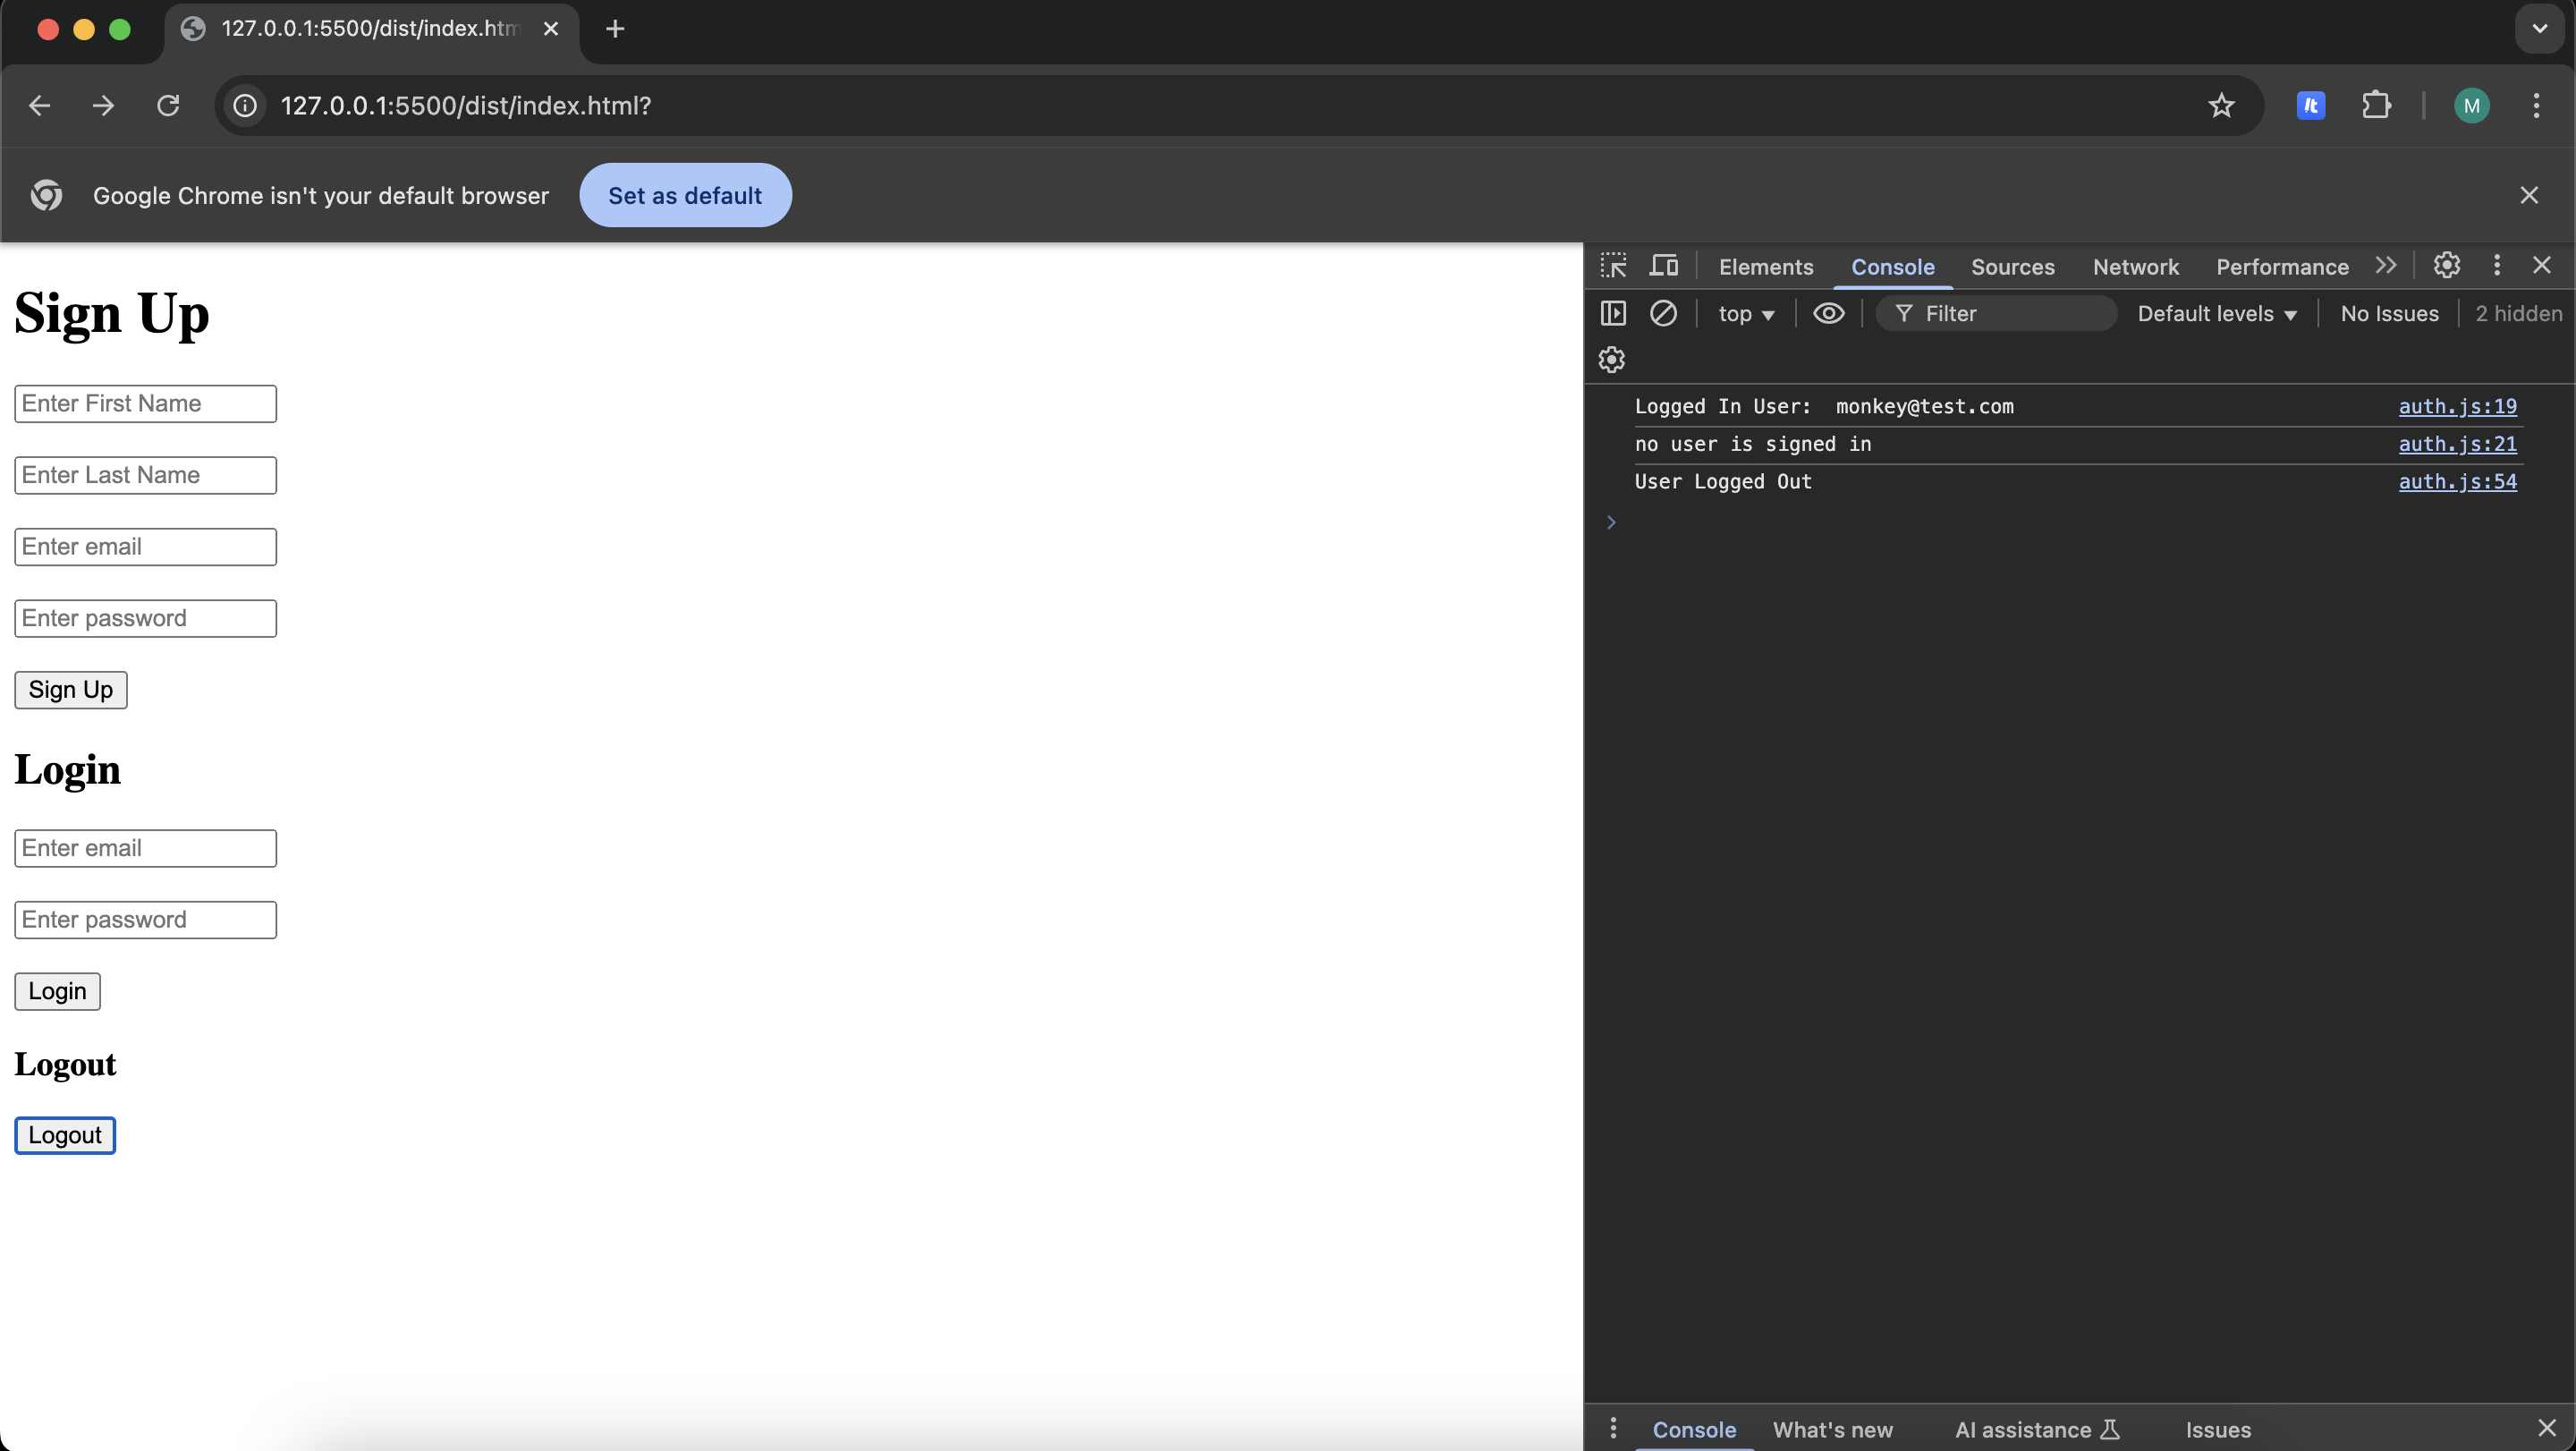 127.0.0.1:5500/dist/index.htm
127.0.0.1:5500/dist/index.html?
lt
M
Google Chrome isn't your default browser
Set as default
Sign Up
Enter First Name
Enter Last Name
Enter email
Enter password
Sign Up
Login
Enter email
Enter password
Login
Logout
Logout
Elements Console Sources Network Performance
top Filter Default levels No Issues 2 hidden
Logged In User:  monkey@test.com auth.js:19
no user is signed in auth.js:21
User Logged Out auth.js:54
Console What's new AI assistance Issues